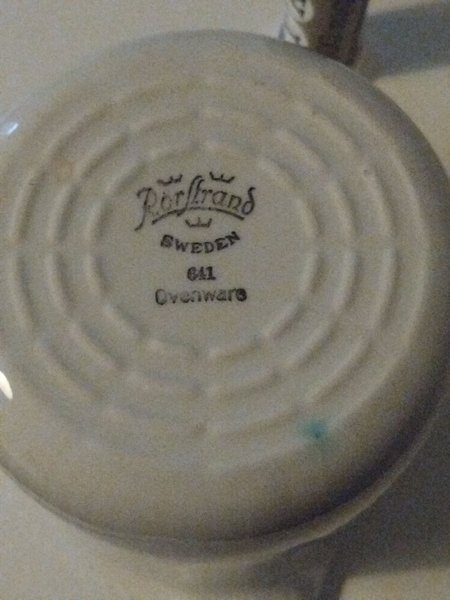 Rörstrand
SWEDEN
641
Ovenware